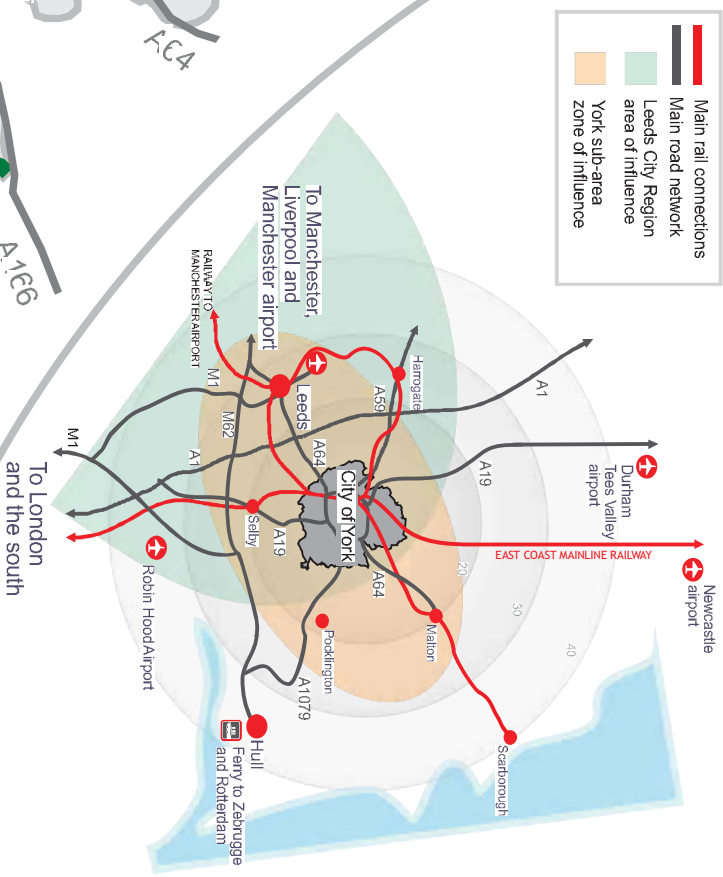 Main rail connections
Main road network
Leeds City Region
area of influence
York sub-area
zone of influence
A64
A166
Newcastle
airport
Durham
Tees Valley
airport
EAST COAST MAINLINE RAILWAY
A1
A19
40
30
20
Scarborough
Malton
Harrogate
A59
A64
City of York
A64
Pocklington
To Manchester,
Liverpool and
Manchester airport
Leeds
A19
Selby
A1079
Hull
Ferry to Zebrugge
and Rotterdam
RAILWAY TO
MANCHESTER AIRPORT
M1
M62
A1
Robin Hood Airport
M1
To London
and the south